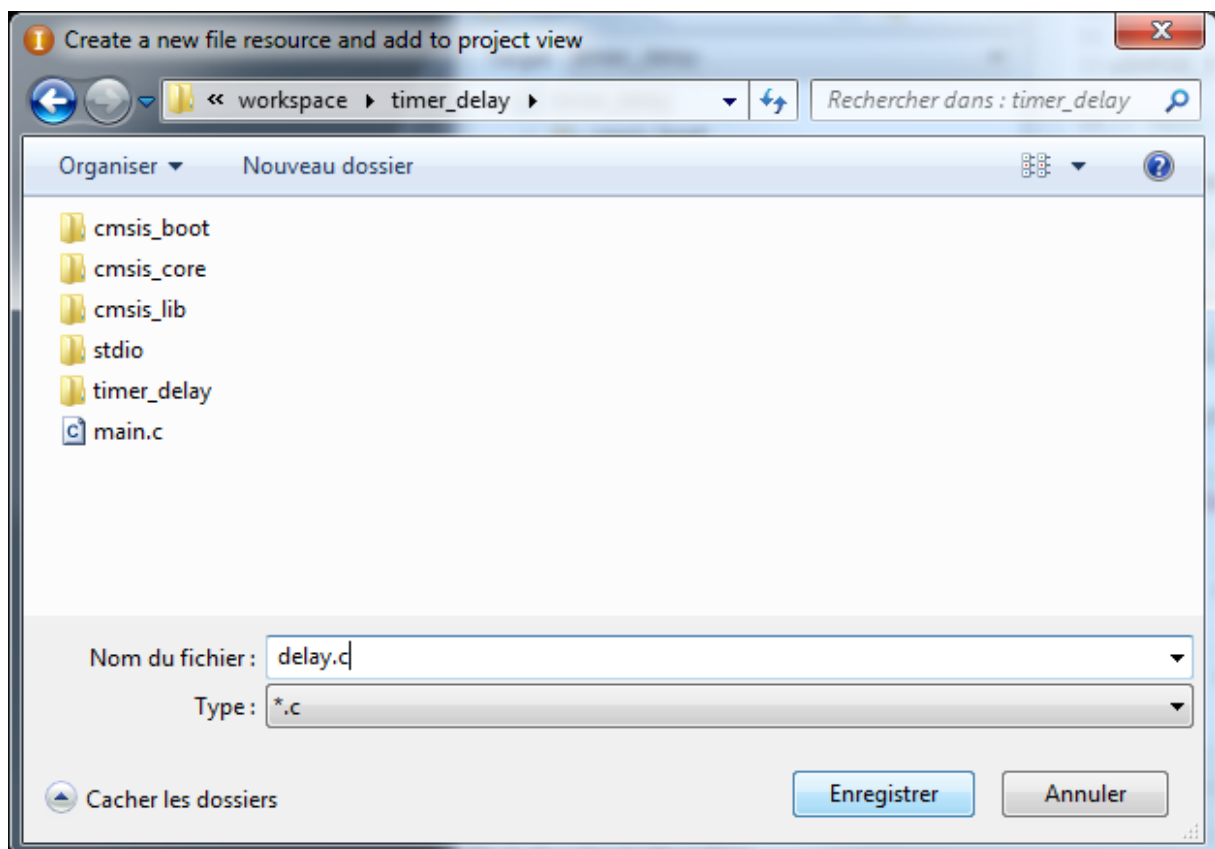 Create a new file resource and add to project view
« workspace ▸ timer_delay ▸
Rechercher dans : timer_delay
Organiser
Nouveau dossier
cmsis_boot
cmsis_core
cmsis_lib
stdio
timer_delay
main.c
Nom du fichier : delay.c
Type : *.c
Cacher les dossiers
Enregistrer
Annuler